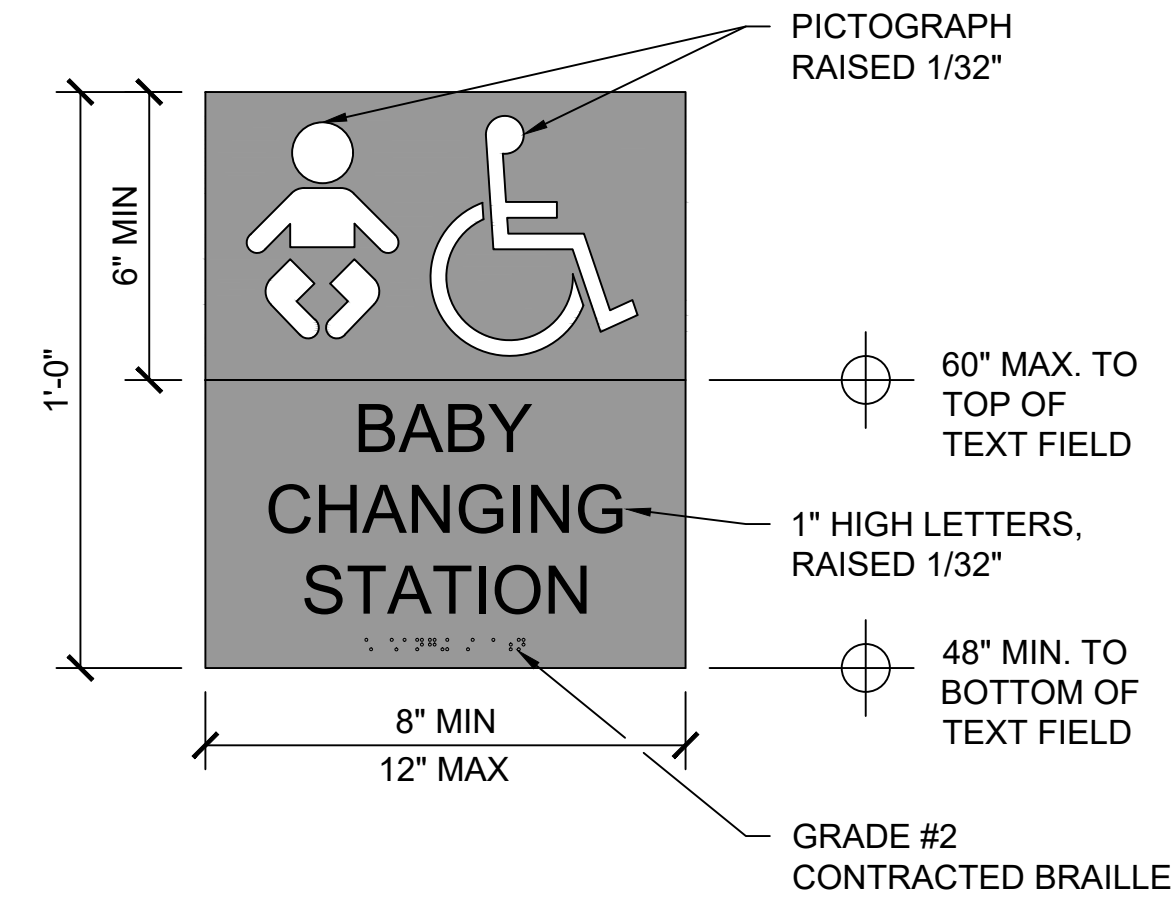 PICTOGRAPH
RAISED 1/32"
6" MIN
1'-0"
BABY
CHANGING
STATION
60" MAX. TO
TOP OF
TEXT FIELD
1" HIGH LETTERS,
RAISED 1/32"
48" MIN. TO
BOTTOM OF
TEXT FIELD
8" MIN
12" MAX
GRADE #2
CONTRACTED BRAILLE